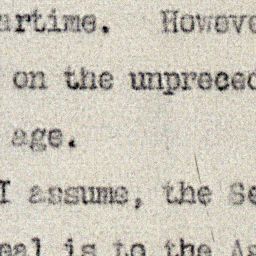 artime. Howeve
on the unpreced
age.
I assume, the Se
eal is to the As